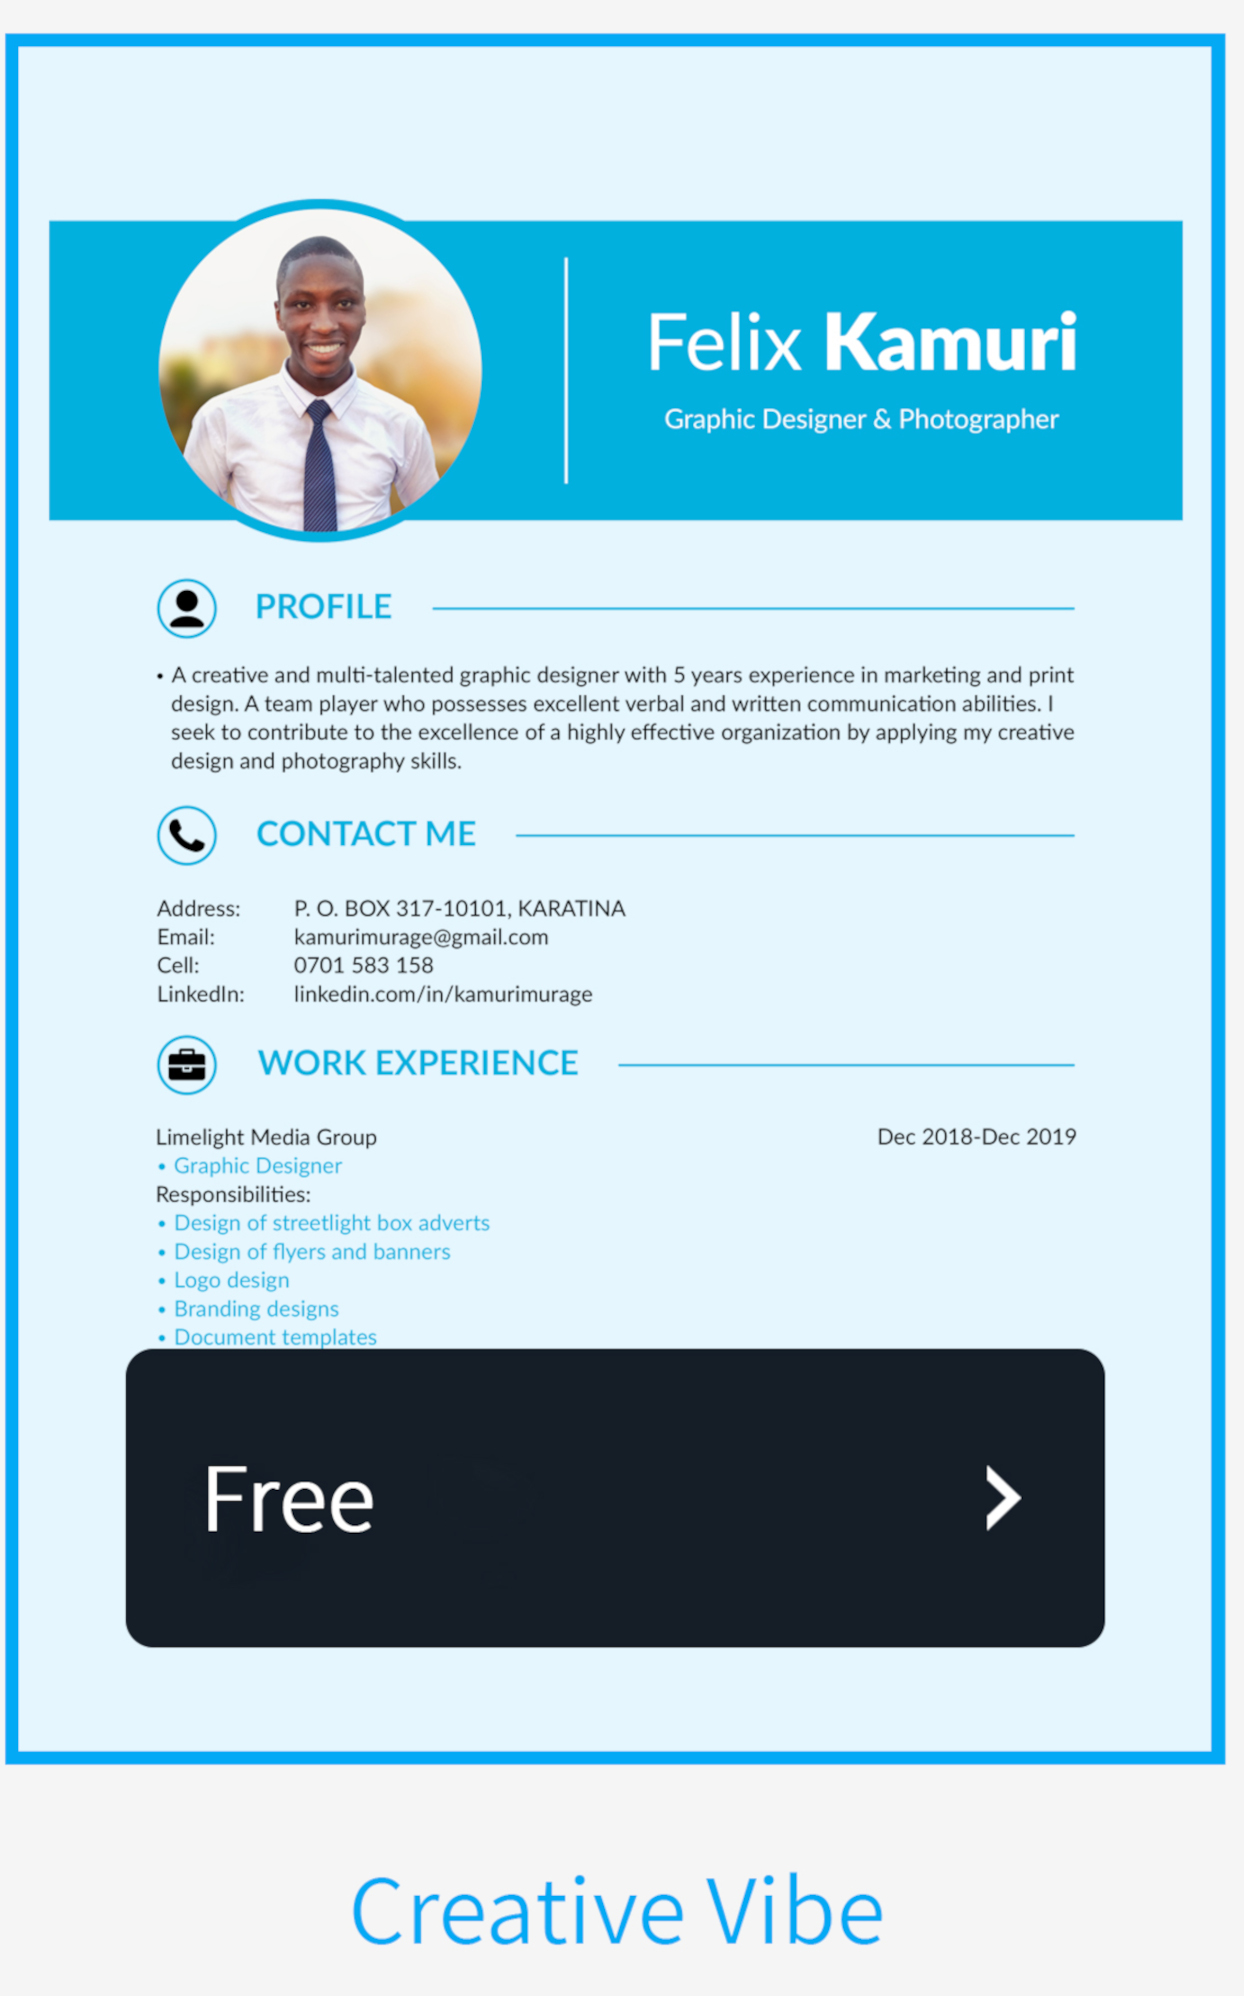 Felix Kamuri
Graphic Designer & Photographer
PROFILE
• A creative and multi-talented graphic designer with 5 years experience in marketing and print
design. A team player who possesses excellent verbal and written communication abilities. I
seek to contribute to the excellence of a highly effective organization by applying my creative
design and photography skills.
CONTACT ME
Address: P. O. BOX 317-10101, KARATINA
Email: kamurimurage@gmail.com
Cell: 0701 583 158
LinkedIn: linkedin.com/in/kamurimurage
WORK EXPERIENCE
Limelight Media Group Dec 2018-Dec 2019
• Graphic Designer
Responsibilities:
• Design of streetlight box adverts
• Design of flyers and banners
• Logo design
• Branding designs
• Document templates
Free
Creative Vibe